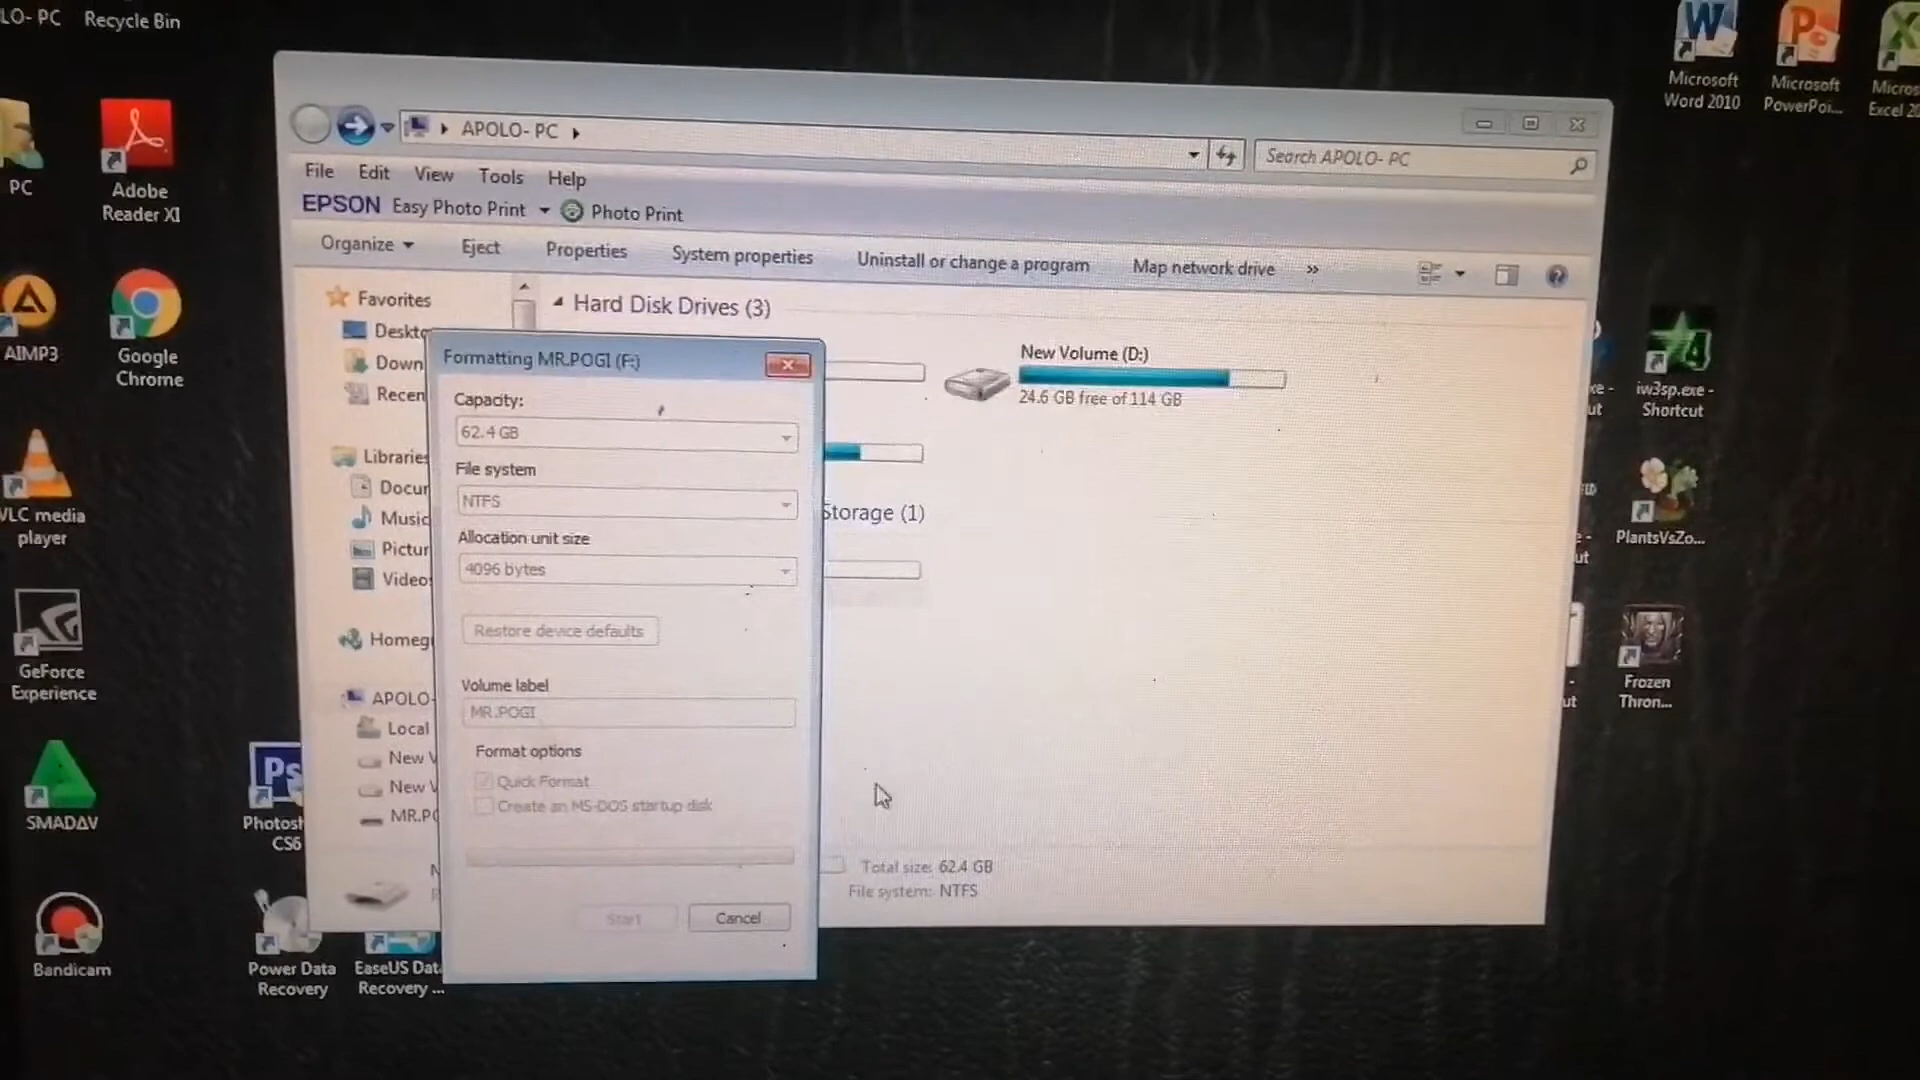 LO- PC
Recycle Bin
PC
Adobe
Reader XI
AIMP3
Google
Chrome
VLC media
player
GeForce
Experience
SMADΔV
Photosh
CS6
Bandicam
Power Data
Recovery
EaseUS Dat
Recovery ...
APOLO- PC
Search APOLO- PC
File Edit View Tools Help
EPSON Easy Photo Print Photo Print
Organize Eject Properties System properties Uninstall or change a program Map network drive »
Favorites
Deskto
Down
Recen
Libraries
Docur
Music
Pictur
Video
Homeg
APOLO-
Local
New V
New V
MR.PO
Hard Disk Drives (3)
New Volume (D:)
24.6 GB free of 114 GB
Storage (1)
Total size: 62.4 GB
File system: NTFS
Formatting MR.POGI (F:)
Capacity:
62.4 GB
File system
NTFS
Allocation unit size
4096 bytes
Restore device defaults
Volume label
MR.POGI
Format options
Quick Format
Create an MS-DOS startup disk
Start Cancel
Microsoft
Word 2010
Microsoft
PowerPoi...
Micros
Excel 20
iw3sp.exe -
Shortcut
PlantsVsZo...
Frozen
Thron...